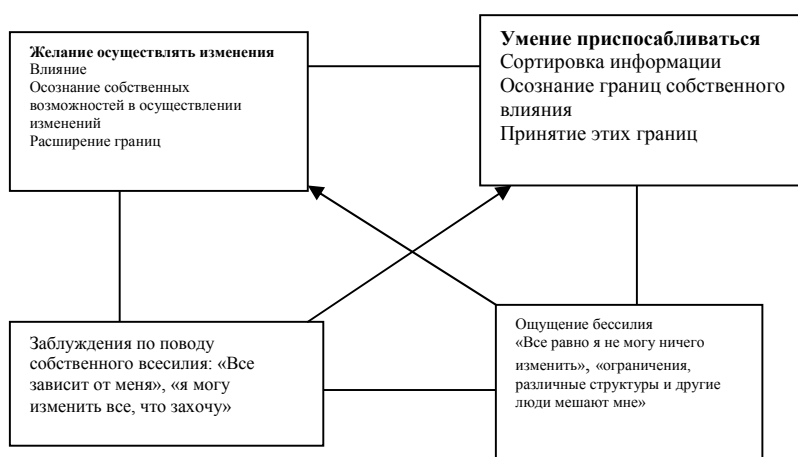 Желание осуществлять изменения
Влияние
Осознание собственных
возможностей в осуществлении
изменений
Расширение границ
Умение приспосабливаться
Сортировка информации
Осознание границ собственного
влияния
Принятие этих границ
Заблуждения по поводу
собственного всесилия: «Все
зависит от меня», «я могу
изменить все, что захочу»
Ощущение бессилия
«Все равно я не могу ничего
изменить», «ограничения,
различные структуры и другие
люди мешают мне»